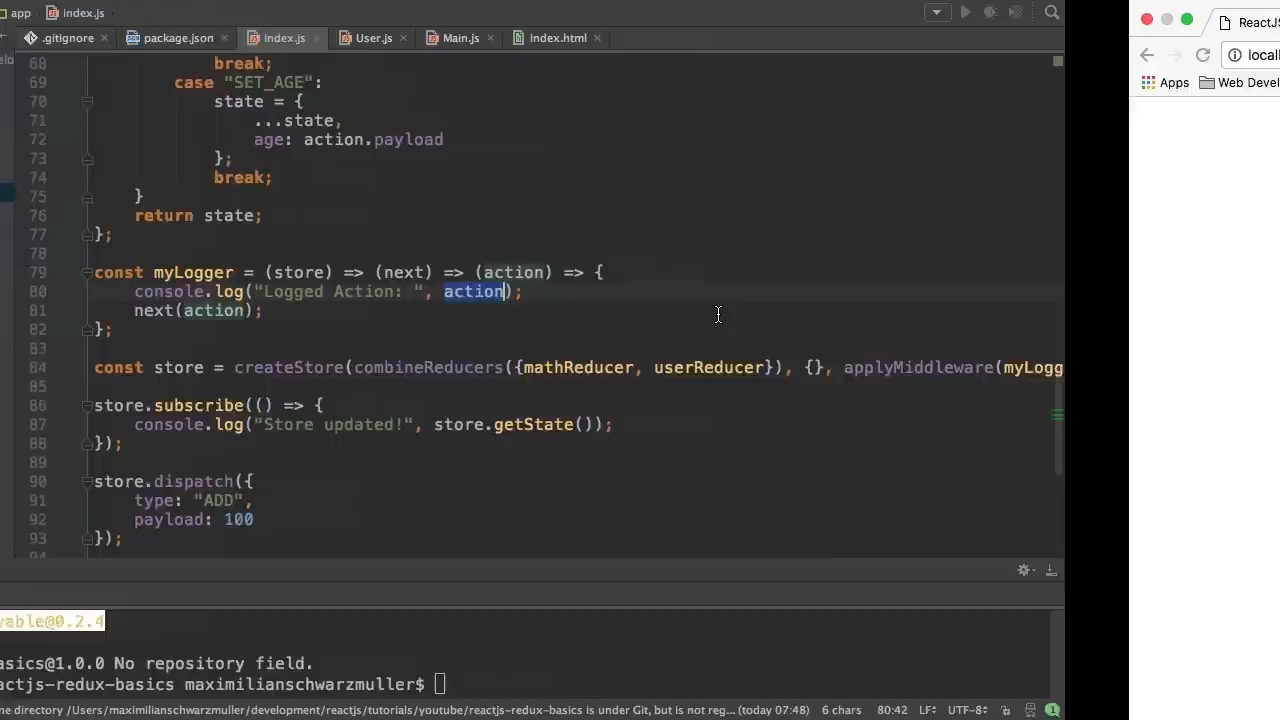 app index.js
.gitignore package.json index.js User.js Main.js index.html
ReactJS
locall
Apps Web Devel
68 break;
69 case "SET_AGE":
70 state = {
71 ...state,
72 age: action.payload
73 };
74 break;
75 }
76 return state;
77 };
78
79 const myLogger = (store) => (next) => (action) => {
80 console.log("Logged Action: ", action);
81 next(action);
82 };
83
84 const store = createStore(combineReducers({mathReducer, userReducer}), {}, applyMiddleware(myLogg
85
86 store.subscribe(() => {
87 console.log("Store updated!", store.getState());
88 });
89
90 store.dispatch({
91 type: "ADD",
92 payload: 100
93 });
94
yable@0.2.4
asics@1.0.0 No repository field.
actjs-redux-basics maximilianschwarzmuller$
ne directory /Users/maximilianschwarzmuller/development/reactjs/tutorials/youtube/reactjs-redux-basics is under Git, but is not reg... (today 07:48) 6 chars 80:42 LF÷ UTF-8÷ 1